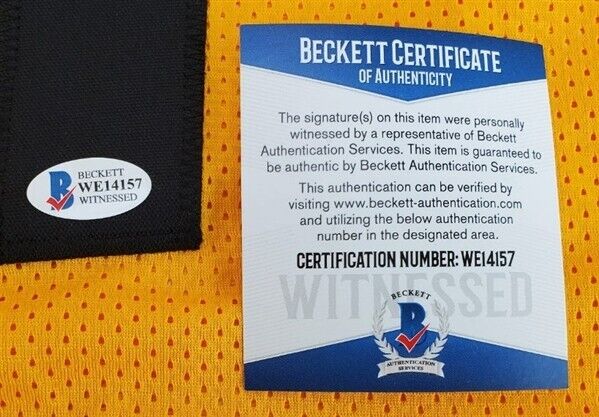 BECKETT
B WE14157
WITNESSED
BECKETT CERTIFICATE
OF AUTHENTICITY
The signature(s) on this item were personally
witnessed by a representative of Beckett
Authentication Services. This item is guaranteed to
be authentic by Beckett Authentication Services.
This authentication can be verified by
visiting www.beckett-authentication.com
and utilizing the below authentication
number in the designated area.
CERTIFICATION NUMBER: WE14157
WITNESSED
BECKETT
B
AUTHENTICATION
SERVICES